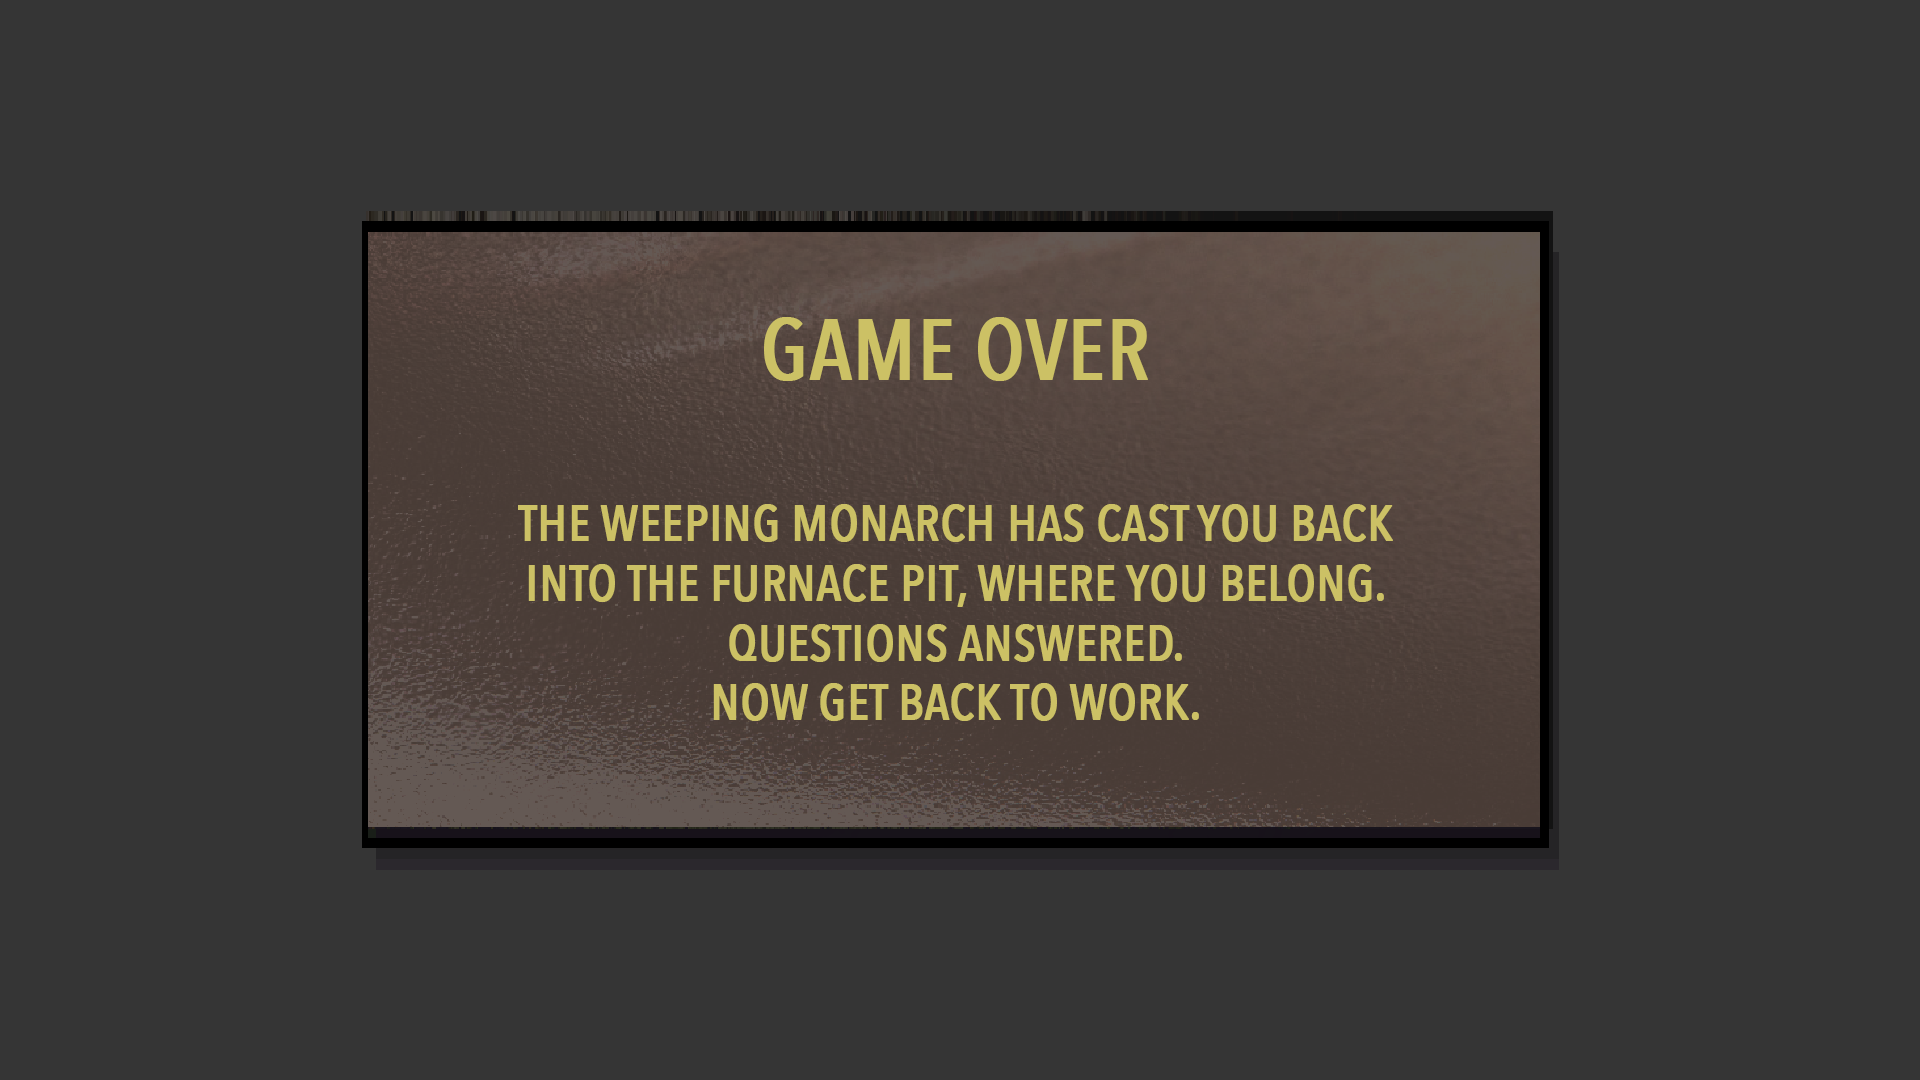 GAME OVER
THE WEEPING MONARCH HAS CAST YOU BACK
INTO THE FURNACE PIT, WHERE YOU BELONG.
QUESTIONS ANSWERED.
NOW GET BACK TO WORK.